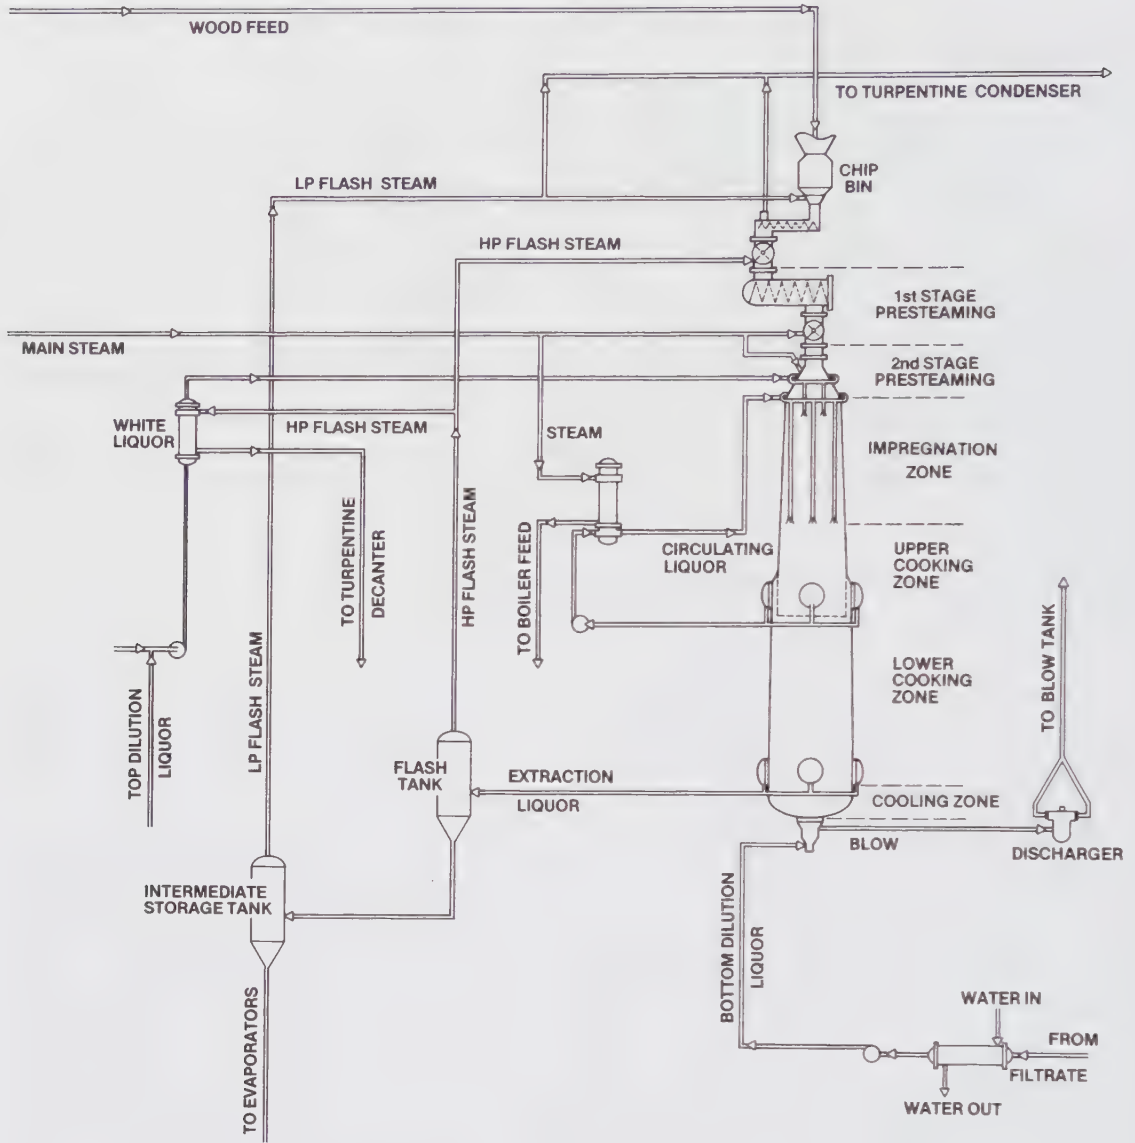 WOOD FEED
TO TURPENTINE CONDENSER
CHIP
BIN
LP FLASH STEAM
HP FLASH STEAM
1st STAGE
PRESTEAMING
MAIN STEAM
2nd STAGE
PRESTEAMING
WHITE
LIQUOR
HP FLASH STEAM
STEAM
IMPREGNATION
ZONE
CIRCULATING
LIQUOR
UPPER
COOKING
ZONE
TO TURPENTINE
DECANTER
HP FLASH STEAM
TO BOILER FEED
LOWER
COOKING
ZONE
TO BLOW TANK
TOP DILUTION
LIQUOR
LP FLASH STEAM
FLASH
TANK
EXTRACTION
LIQUOR
COOLING ZONE
BLOW
DISCHARGER
INTERMEDIATE
STORAGE TANK
BOTTOM DILUTION
LIQUOR
TO EVAPORATORS
WATER IN
FROM
FILTRATE
WATER OUT